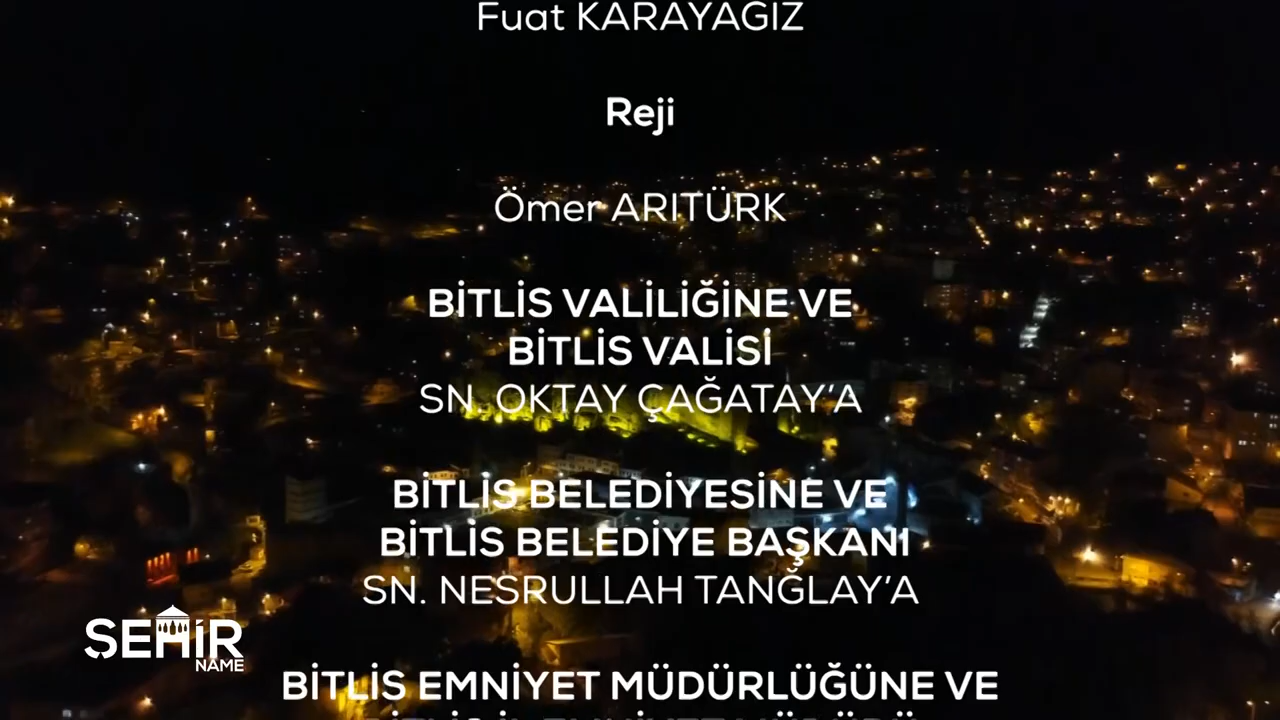 Fuat KARAYAĞIZ
Reji
Ömer ARITÜRK
BİTLİS VALİLİĞİNE VE
BİTLİS VALİSİ
SN. OKTAY ÇAĞATAY'A
BİTLİS BELEDİYESİNE VE
BİTLİS BELEDİYE BAŞKANI
SN. NESRULLAH TANĞLAY'A
ŞEHİR
NAME
BİTLİS EMNİYET MÜDÜRLÜĞÜNE VE